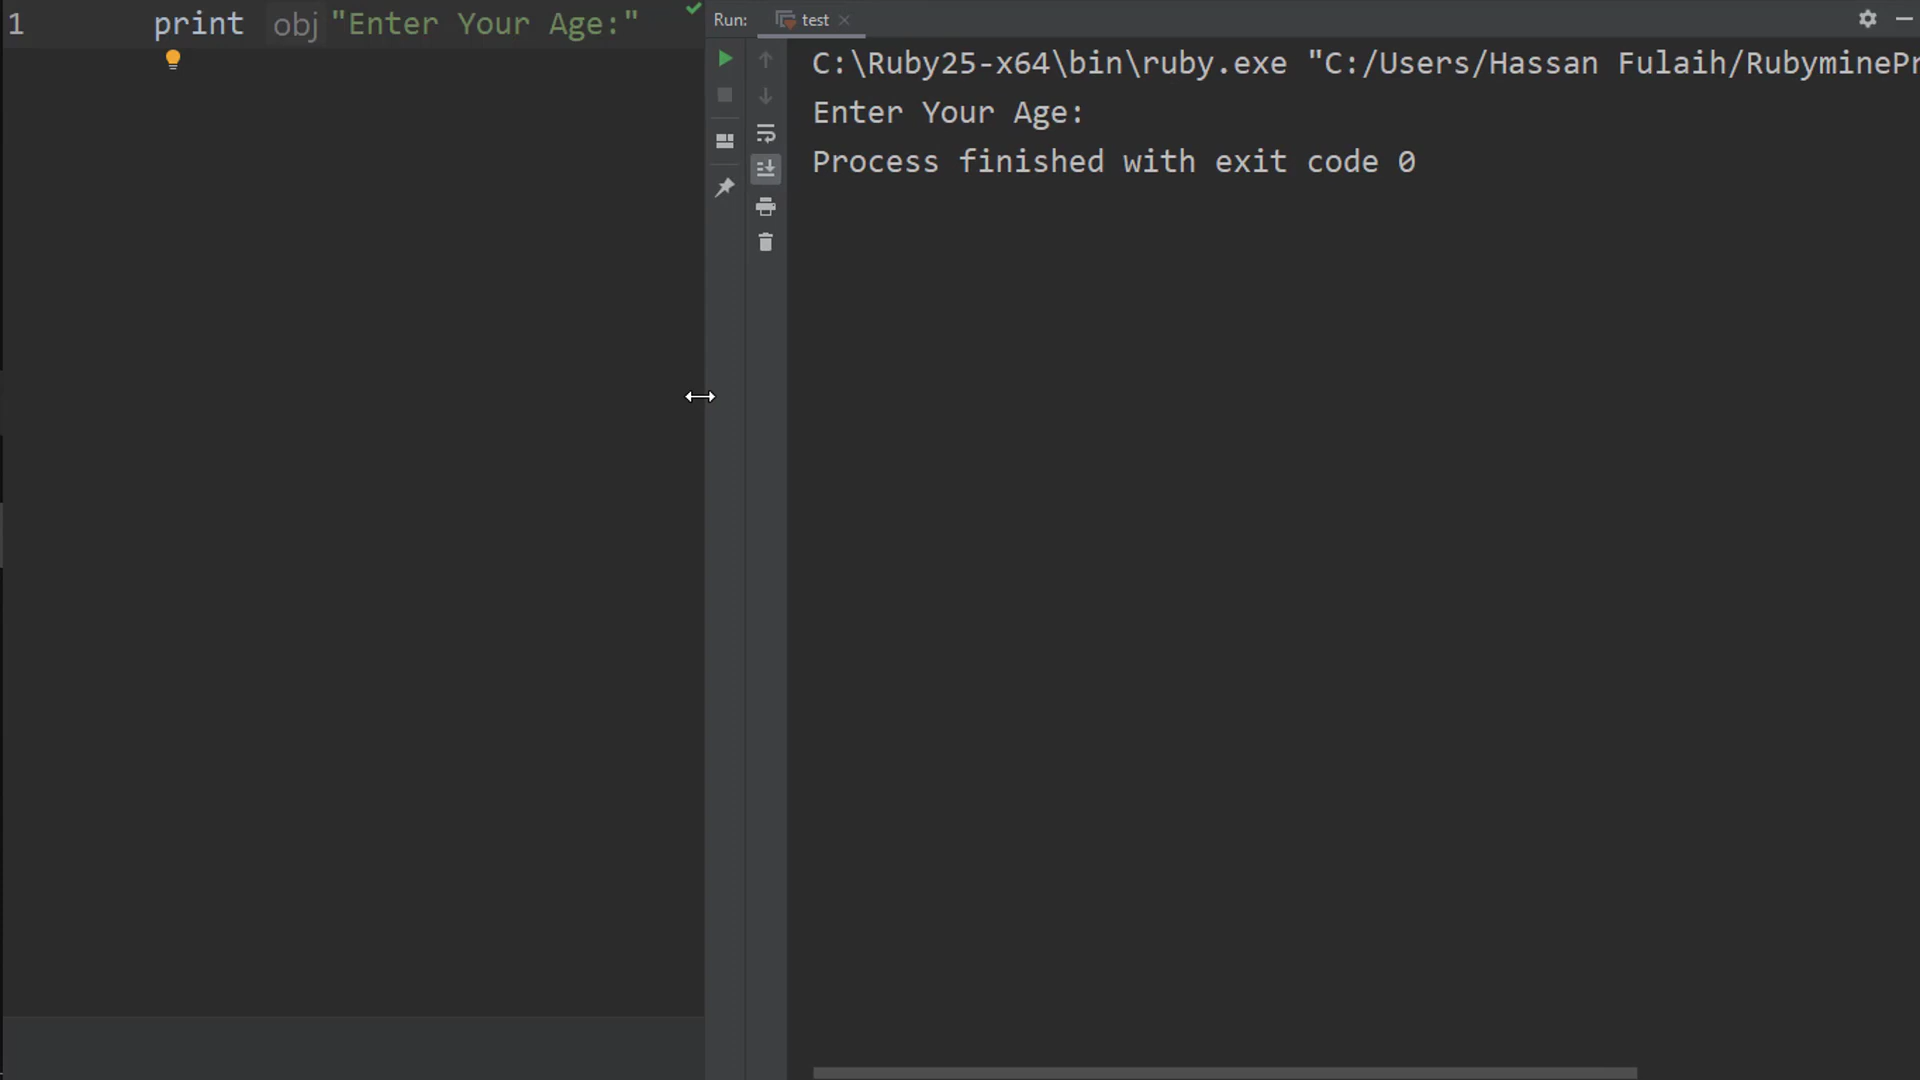 1 print obj "Enter Your Age:"
Run: test
C:\Ruby25-x64\bin\ruby.exe "C:/Users/Hassan Fulaih/RubyminePr
Enter Your Age:
Process finished with exit code 0